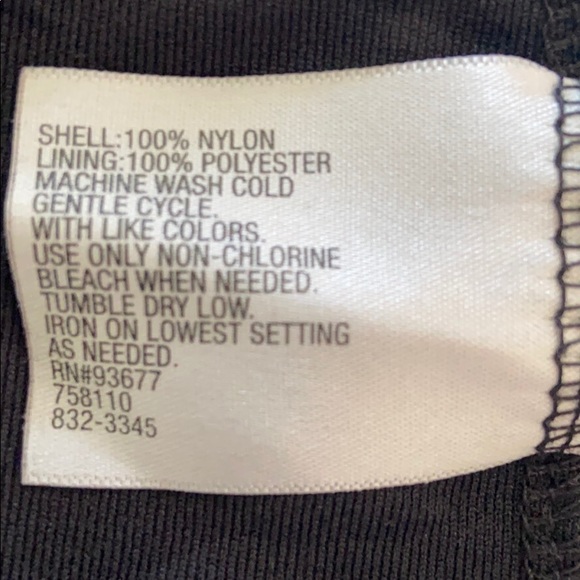 SHELL:100% NYLON
LINING:100% POLYESTER
MACHINE WASH COLD
GENTLE CYCLE.
WITH LIKE COLORS.
USE ONLY NON-CHLORINE
BLEACH WHEN NEEDED.
TUMBLE DRY LOW.
IRON ON LOWEST SETTING
AS NEEDED.
RN#93677
758110
832-3345